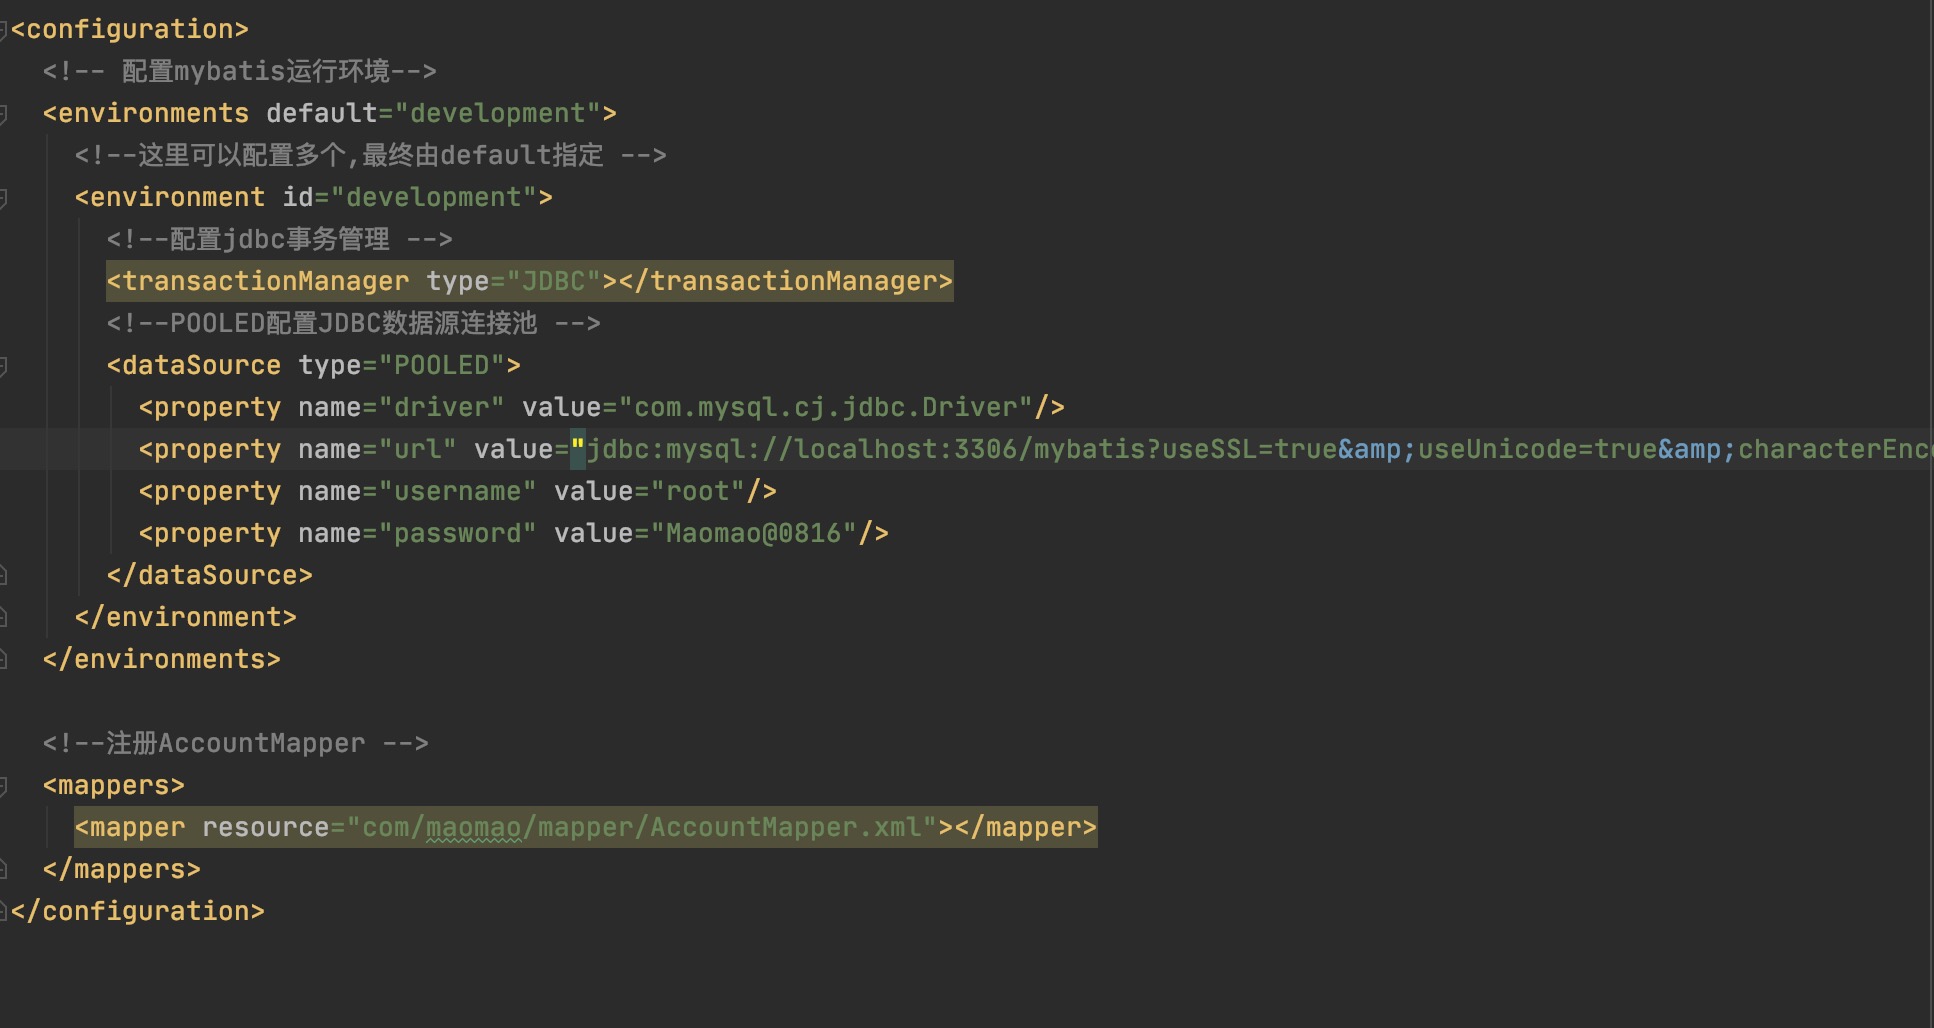 <configuration>
<!-- 配置mybatis运行环境-->
<environments default="development">
<!--这里可以配置多个,最终由default指定 -->
<environment id="development">
<!--配置jdbc事务管理 -->
<transactionManager type="JDBC"></transactionManager>
<!--POOLED配置JDBC数据源连接池 -->
<dataSource type="POOLED">
<property name="driver" value="com.mysql.cj.jdbc.Driver"/>
<property name="url" value="jdbc:mysql://localhost:3306/mybatis?useSSL=true&amp;useUnicode=true&amp;characterEnc
<property name="username" value="root"/>
<property name="password" value="Maomao@0816"/>
</dataSource>
</environment>
</environments>
<!--注册AccountMapper -->
<mappers>
<mapper resource="com/maomao/mapper/AccountMapper.xml"></mapper>
</mappers>
</configuration>